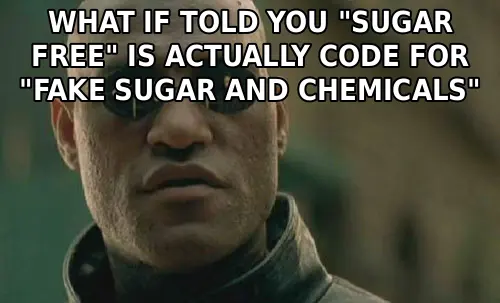 WHAT IF TOLD YOU "SUGAR
FREE" IS ACTUALLY CODE FOR
"FAKE SUGAR AND CHEMICALS"